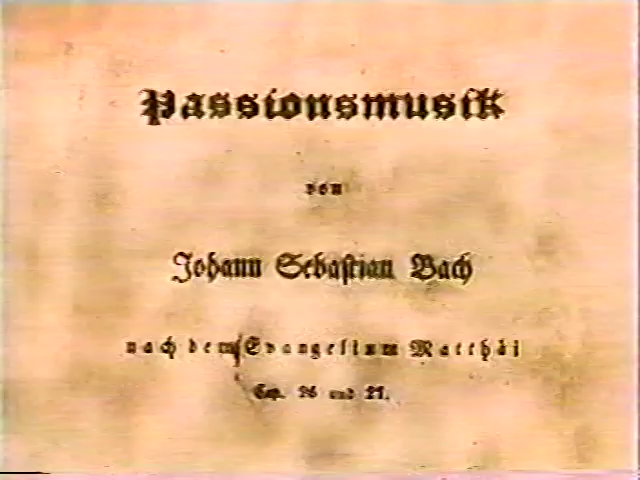 Passionsmusik
von
Johann Sebastian Bach
nach dem Evangelium Matthäi
Cap. 26 und 27.